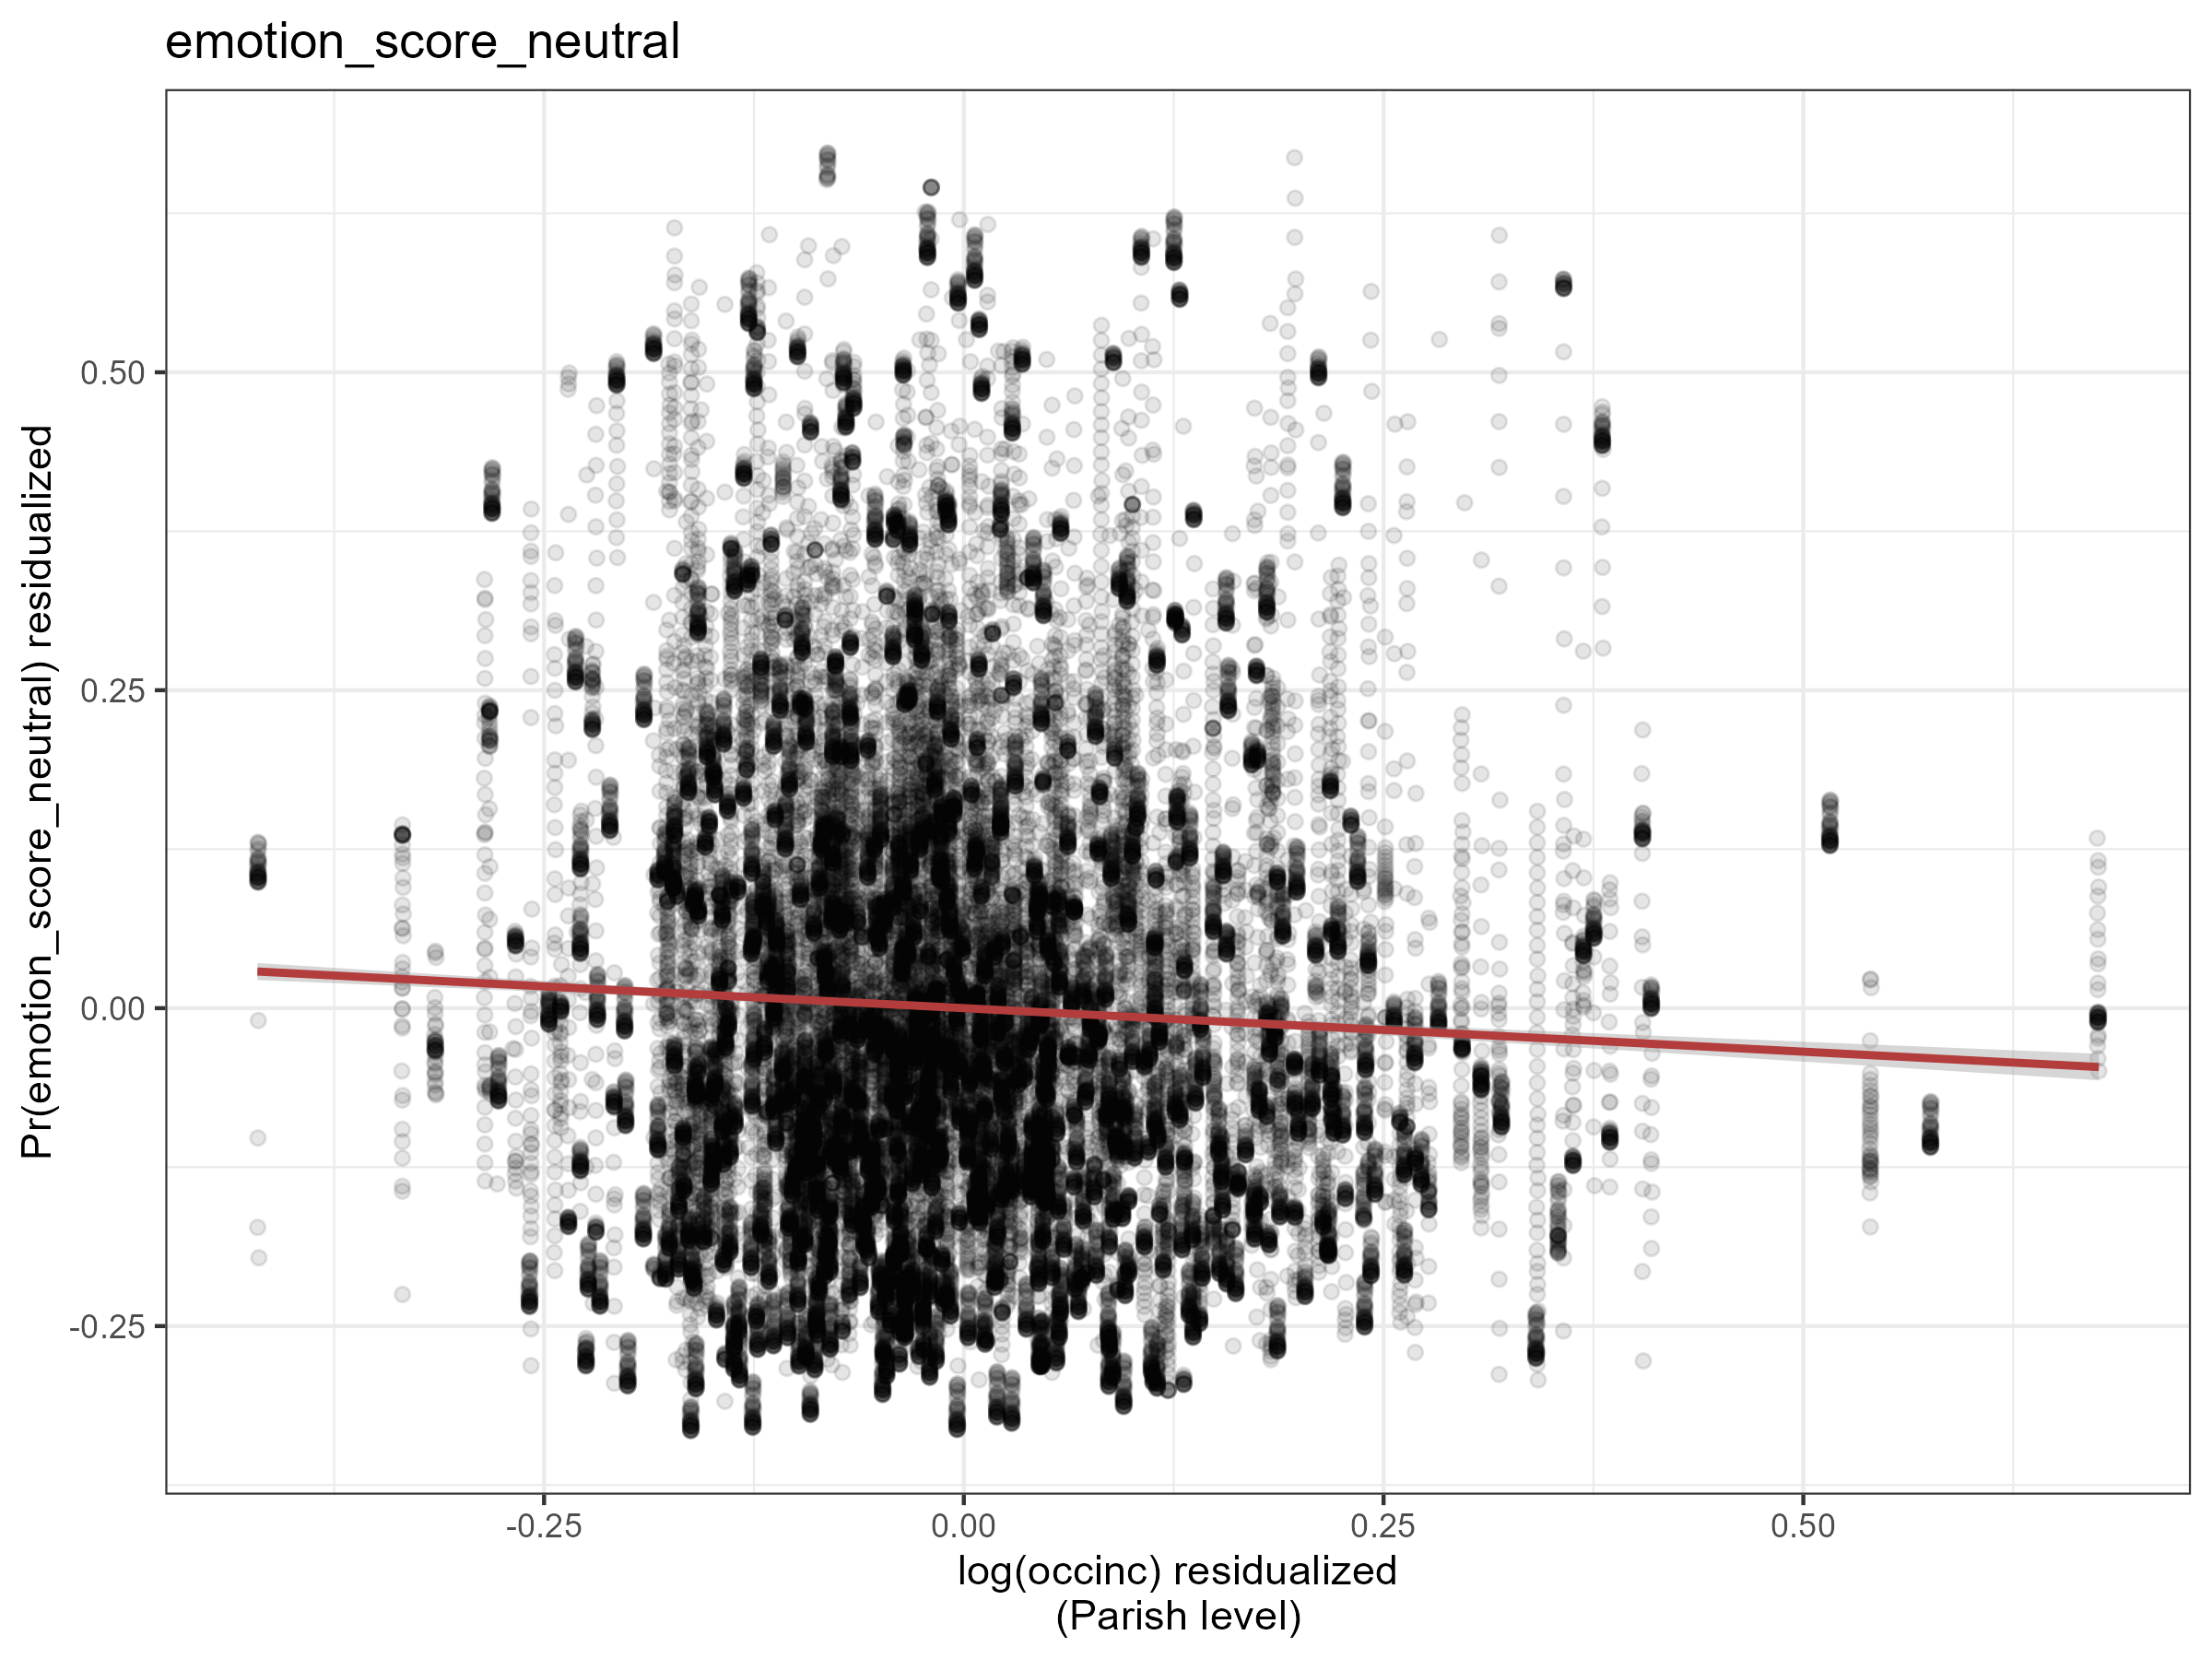 emotion_score_neutral
Pr(emotion_score_neutral) residualized
0.50
0.25
0.00
-0.25
-0.25
0.00
0.25
0.50
log(occinc) residualized
(Parish level)